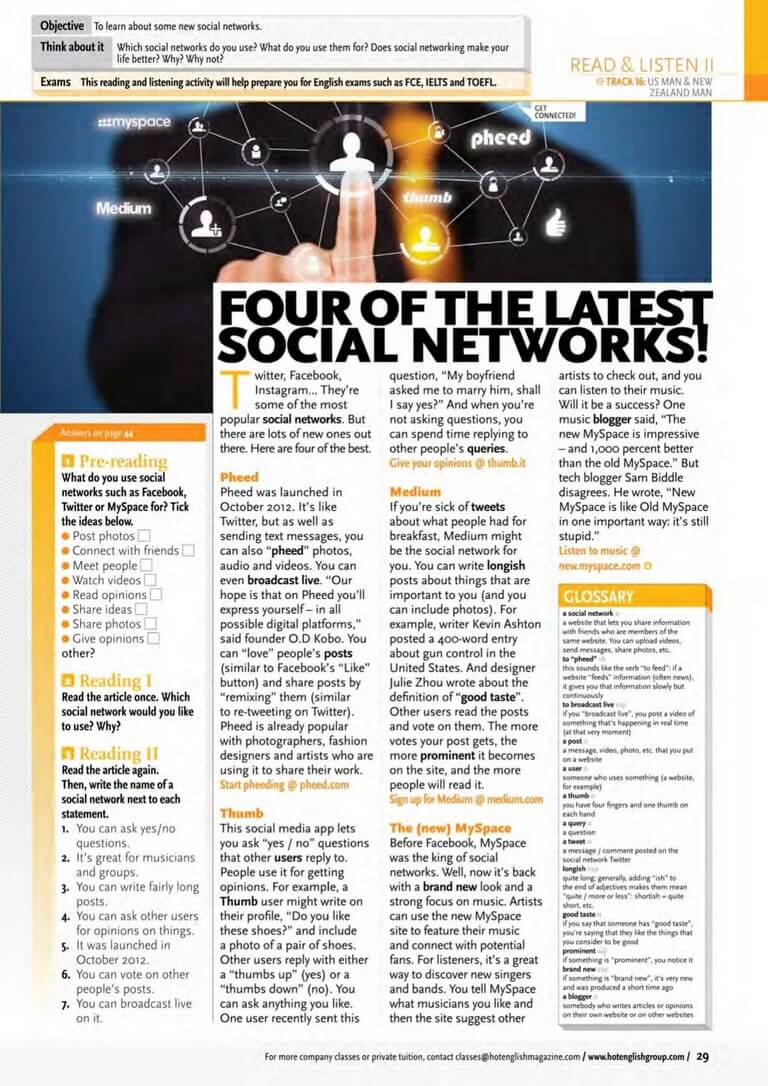 Objective To learn about some new social networks.
Think about it Which social networks do you use? What do you use them for? Does social networking make your
life better? Why? Why not?
Exams This reading and listening activity will help prepare you for English exams such as FCE, IELTS and TOEFL.
READ & LISTEN II
TRACK 16: US MAN & NEW
ZEALAND MAN
GET
CONNECTED!
myspace
pheed
Medium
thumb
FOUR OF THE LATEST
SOCIAL NETWORKS!
Answers on page 44
1 Pre-reading
What do you use social
networks such as Facebook,
Twitter or MySpace for? Tick
the ideas below.
Post photos
Connect with friends
Meet people
Watch videos
Read opinions
Share ideas
Share photos
Give opinions
other?
2 Reading I
Read the article once. Which
social network would you like
to use? Why?
3 Reading II
Read the article again.
Then, write the name of a
social network next to each
statement.
1. You can ask yes/no
questions.
2. It's great for musicians
and groups.
3. You can write fairly long
posts.
4. You can ask other users
for opinions on things.
5. It was launched in
October 2012.
6. You can vote on other
people's posts.
7. You can broadcast live
on it.
Twitter, Facebook,
Instagram... They're
some of the most
popular social networks. But
there are lots of new ones out
there. Here are four of the best.
Pheed
Pheed was launched in
October 2012. It's like
Twitter, but as well as
sending text messages, you
can also "pheed" photos,
audio and videos. You can
even broadcast live. "Our
hope is that on Pheed you'll
express yourself – in all
possible digital platforms,"
said founder O.D Kobo. You
can "love" people's posts
(similar to Facebook's "Like"
button) and share posts by
"remixing" them (similar
to re-tweeting on Twitter).
Pheed is already popular
with photographers, fashion
designers and artists who are
using it to share their work.
Start pheeding @ pheed.com
Thumb
This social media app lets
you ask "yes / no" questions
that other users reply to.
People use it for getting
opinions. For example, a
Thumb user might write on
their profile, "Do you like
these shoes?" and include
a photo of a pair of shoes.
Other users reply with either
a "thumbs up" (yes) or a
"thumbs down" (no). You
can ask anything you like.
One user recently sent this
question, "My boyfriend
asked me to marry him, shall
I say yes?" And when you're
not asking questions, you
can spend time replying to
other people's queries.
Give your opinions @ thumb.it
Medium
If you're sick of tweets
about what people had for
breakfast, Medium might
be the social network for
you. You can write longish
posts about things that are
important to you (and you
can include photos). For
example, writer Kevin Ashton
posted a 400-word entry
about gun control in the
United States. And designer
Julie Zhou wrote about the
definition of "good taste".
Other users read the posts
and vote on them. The more
votes your post gets, the
more prominent it becomes
on the site, and the more
people will read it.
Sign up for Medium @ medium.com
The (new) MySpace
Before Facebook, MySpace
was the king of social
networks. Well, now it's back
with a brand new look and a
strong focus on music. Artists
can use the new MySpace
site to feature their music
and connect with potential
fans. For listeners, it's a great
way to discover new singers
and bands. You tell MySpace
what musicians you like and
then the site suggest other
artists to check out, and you
can listen to their music.
Will it be a success? One
music blogger said, "The
new MySpace is impressive
– and 1,000 percent better
than the old MySpace." But
tech blogger Sam Biddle
disagrees. He wrote, "New
MySpace is like Old MySpace
in one important way: it's still
stupid."
Listen to music @
new.myspace.com
GLOSSARY
a social network n
a website that lets you share information
with friends who are members of the
same website. You can upload videos,
send messages, share photos, etc.
to "pheed" vb
this sounds like the verb "to feed": if a
website "feeds" information (often news),
it gives you that information slowly but
continuously
to broadcast live exp
if you "broadcast live", you post a video of
something that's happening in real time
(at that very moment)
a post n
a message, video, photo, etc. that you put
on a website
a user n
someone who uses something (a website,
for example)
a thumb n
you have four fingers and one thumb on
each hand
a query n
a question
a tweet n
a message / comment posted on the
social network Twitter
longish exp
quite long; generally, adding "ish" to
the end of adjectives makes them mean
"quite / more or less": shortish = quite
short, etc.
good taste n
if you say that someone has "good taste",
you're saying that they like the things that
you consider to be good
prominent adj
if something is "prominent", you notice it
brand new exp
if something is "brand new", it's very new
and was produced a short time ago
a blogger n
somebody who writes articles or opinions
on their own website or on other websites
For more company classes or private tuition, contact classes@hotenglishmagazine.com / www.hotenglishgroup.com / 29